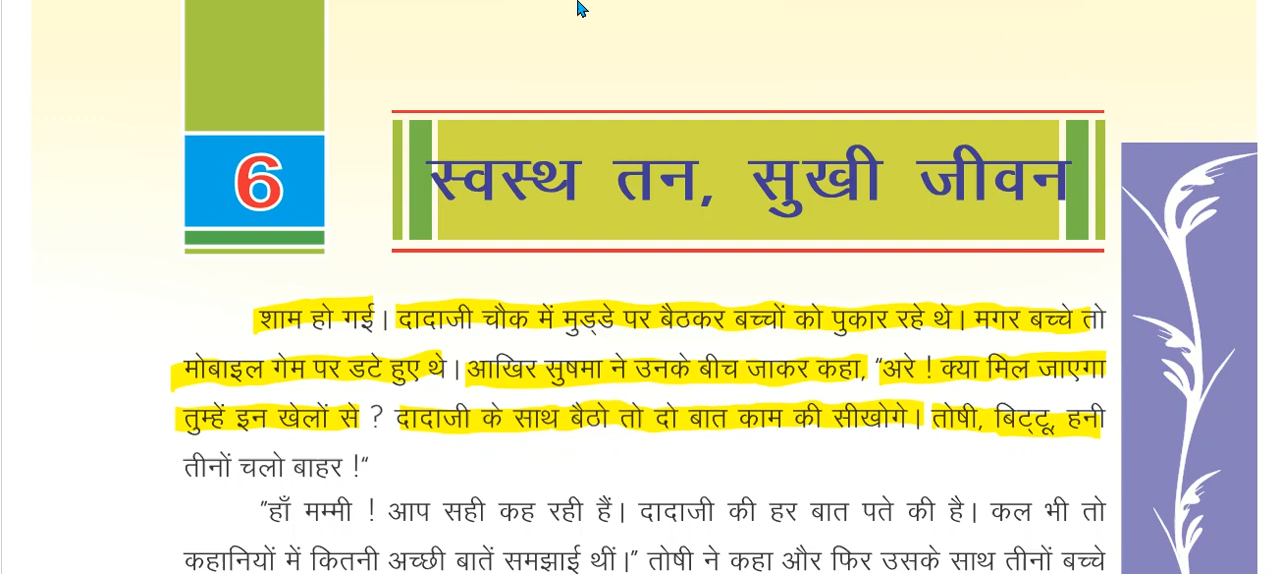 6
स्वस्थ तन, सुखी जीवन
शाम हो गई। दादाजी चौक में मुड्डे पर बैठकर बच्चों को पुकार रहे थे। मगर बच्चे तो
मोबाइल गेम पर डटे हुए थे। आखिर सुषमा ने उनके बीच जाकर कहा, “अरे ! क्या मिल जाएगा
तुम्हें इन खेलों से ? दादाजी के साथ बैठो तो दो बात काम की सीखोगे। तोषी, बिट्टू, हनी
तीनों चलो बाहर !“
”हाँ मम्मी ! आप सही कह रही हैं। दादाजी की हर बात पते की है। कल भी तो
कहानियों में कितनी अच्छी बातें समझाई थीं।” तोषी ने कहा और फिर उसके साथ तीनों बच्चे